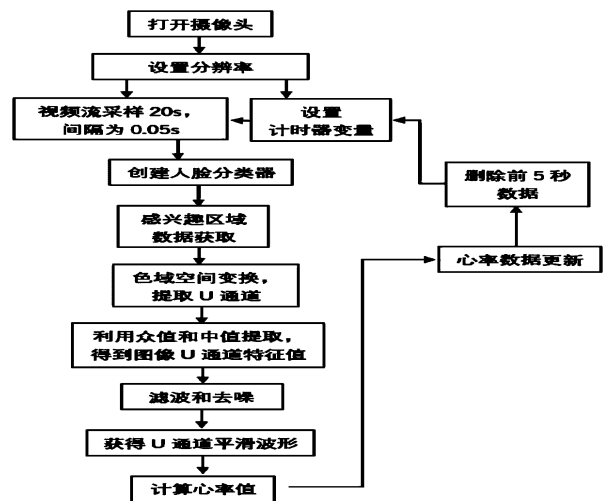 打开摄像头
设置分辨率
视频流采样 20s,
间隔为 0.05s
设置
计时器变量
创建人脸分类器
删除前 5 秒
数据
感兴趣区域
数据获取
心率数据更新
色域空间变换,
提取 U 通道
利用众值和中值提取,
得到图像 U 通道特征值
滤波和去噪
获得 U 通道平滑波形
计算心率值